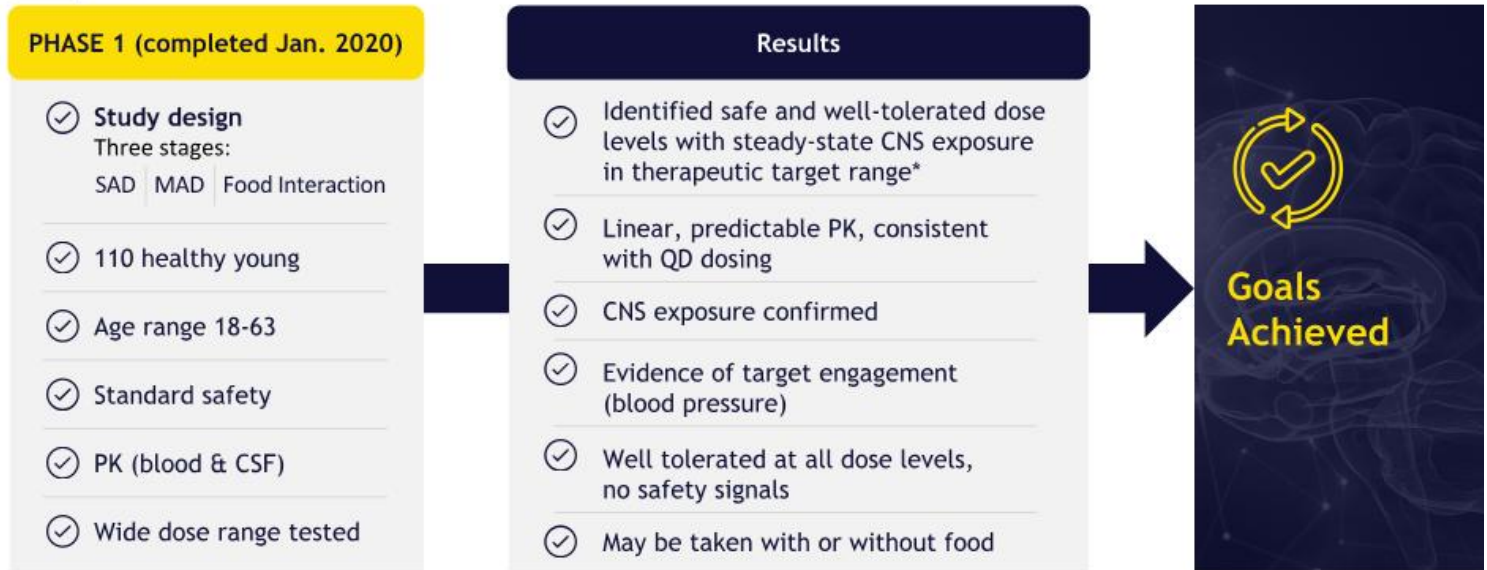 PHASE 1 (completed Jan. 2020)
Study design
Three stages:
SAD MAD Food Interaction
110 healthy young
Age range 18-63
Standard safety
PK (blood & CSF)
Wide dose range tested
Results
Identified safe and well-tolerated dose
levels with steady-state CNS exposure
in therapeutic target range*
Linear, predictable PK, consistent
with QD dosing
CNS exposure confirmed
Evidence of target engagement
(blood pressure)
Well tolerated at all dose levels,
no safety signals
May be taken with or without food
Goals
Achieved